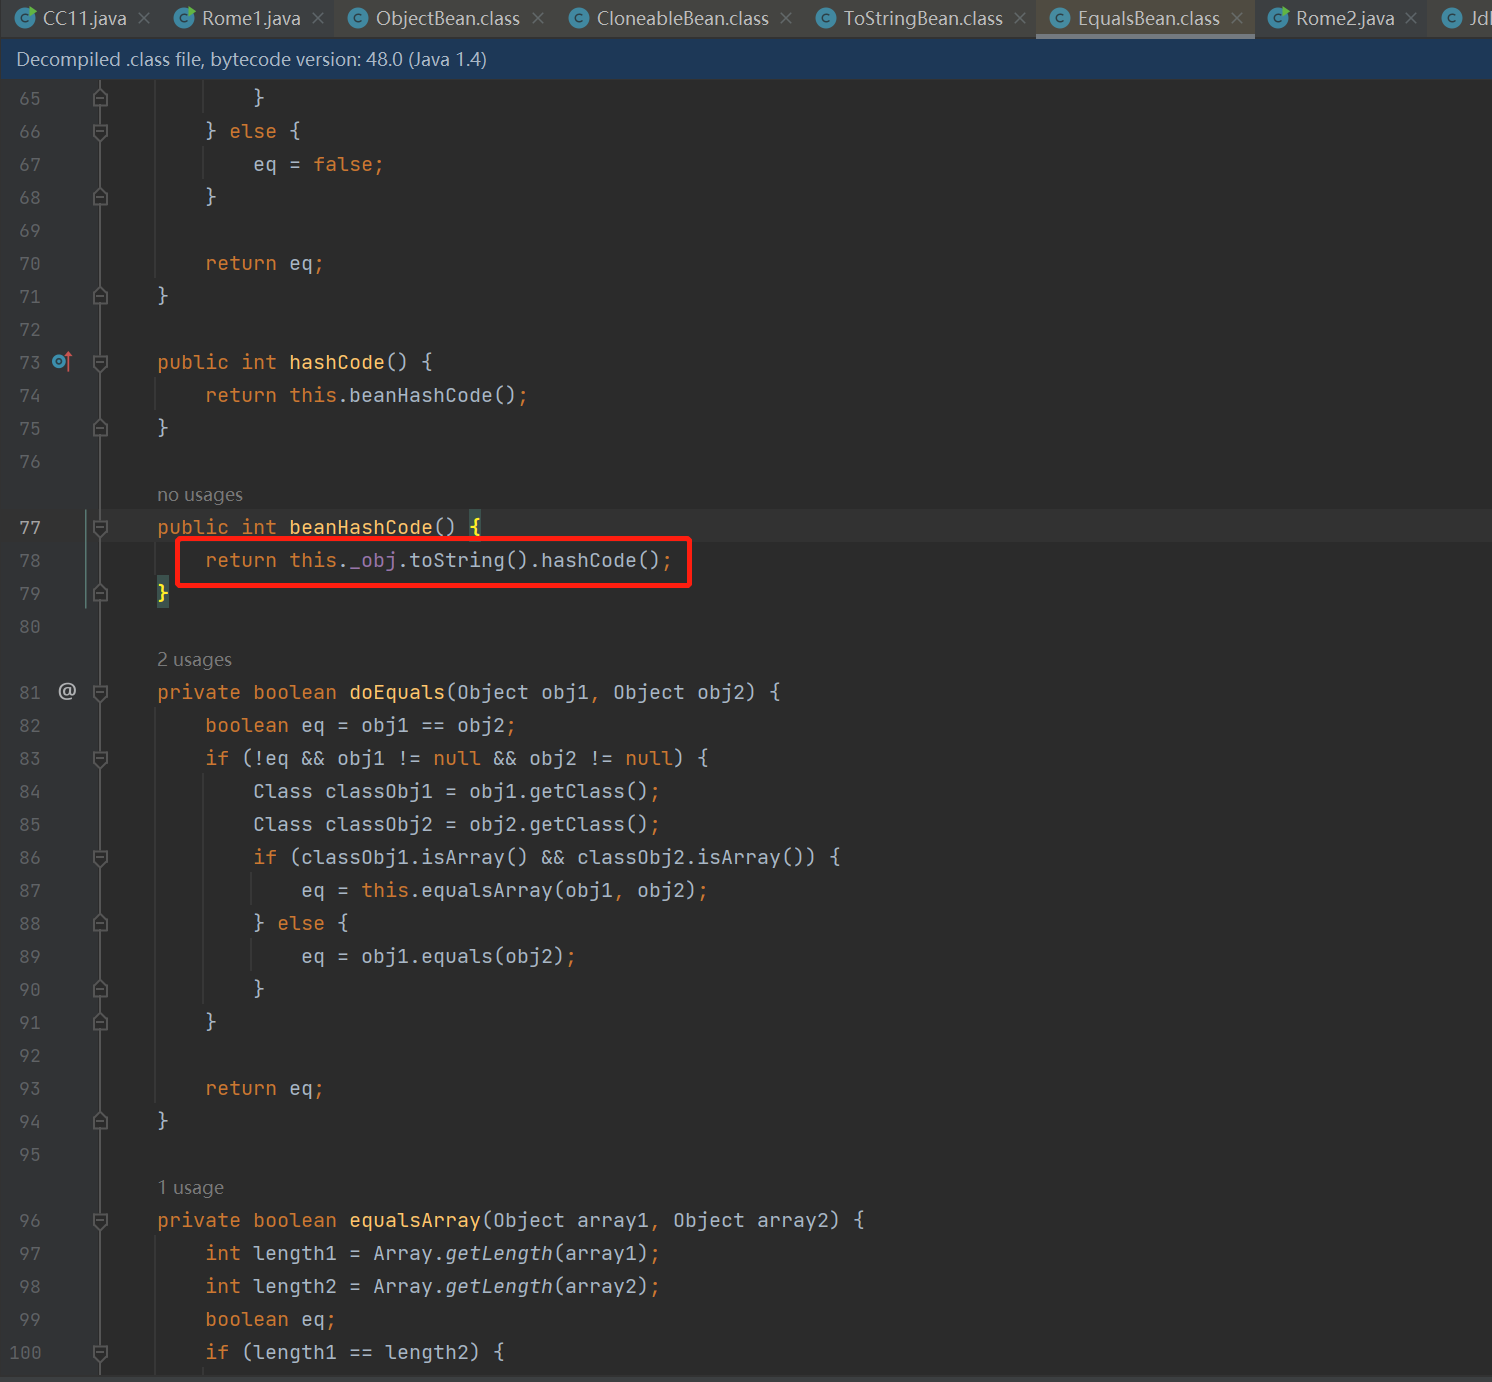 CC11.java Rome1.java ObjectBean.class CloneableBean.class ToStringBean.class EqualsBean.class Rome2.java
Decompiled .class file, bytecode version: 48.0 (Java 1.4)
65 }
66 } else {
67 eq = false;
68 }
69
70 return eq;
71 }
72
73 public int hashCode() {
74 return this.beanHashCode();
75 }
76
no usages
77 public int beanHashCode() {
78 return this._obj.toString().hashCode();
79 }
80
2 usages
81 @ private boolean doEquals(Object obj1, Object obj2) {
82 boolean eq = obj1 == obj2;
83 if (!eq && obj1 != null && obj2 != null) {
84 Class classObj1 = obj1.getClass();
85 Class classObj2 = obj2.getClass();
86 if (classObj1.isArray() && classObj2.isArray()) {
87 eq = this.equalsArray(obj1, obj2);
88 } else {
89 eq = obj1.equals(obj2);
90 }
91 }
92
93 return eq;
94 }
95
1 usage
96 private boolean equalsArray(Object array1, Object array2) {
97 int length1 = Array.getLength(array1);
98 int length2 = Array.getLength(array2);
99 boolean eq;
100 if (length1 == length2) {